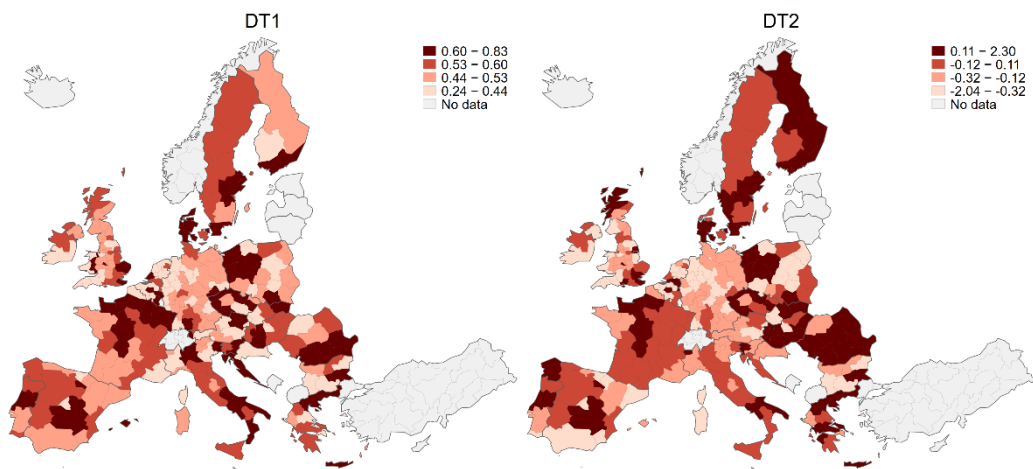 DT1
0.60 – 0.83
0.53 – 0.60
0.44 – 0.53
0.24 – 0.44
No data
DT2
0.11 – 2.30
-0.12 – 0.11
-0.32 – -0.12
-2.04 – -0.32
No data